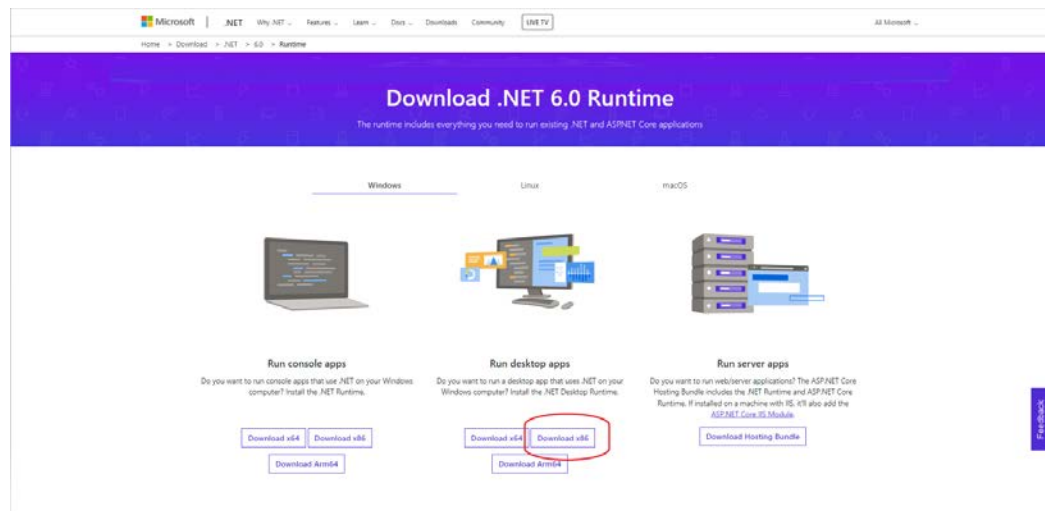 Microsoft | .NET Why .NET Features Learn Docs Downloads Community LIVE TV All Microsoft
Home > Download > .NET > 6.0 > Runtime
Download .NET 6.0 Runtime
The runtime includes everything you need to run existing .NET and ASP.NET Core applications
Windows Linux macOS
Run console apps
Do you want to run console apps that use .NET on your Windows
computer? Install the .NET Runtime.
Download x64 Download x86
Download Arm64
Run desktop apps
Do you want to run a desktop app that uses .NET on your
Windows computer? Install the .NET Desktop Runtime.
Download x64 Download x86
Download Arm64
Run server apps
Do you want to run web/server applications? The ASP.NET Core
Hosting Bundle includes the .NET Runtime and ASP.NET Core
Runtime. If installed on a machine with IIS, it'll also add the
ASP.NET Core IIS Module.
Download Hosting Bundle
Feedback